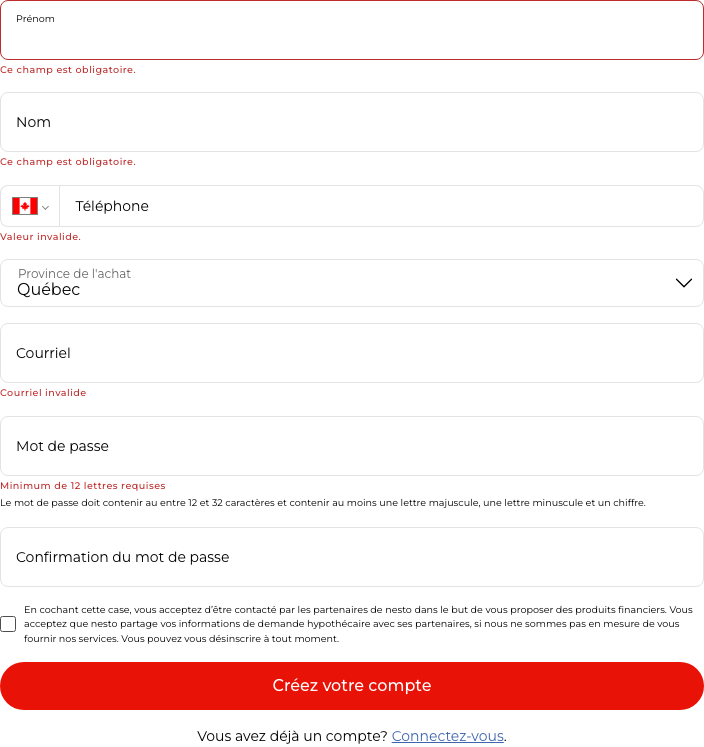 Prénom
Ce champ est obligatoire.
Nom
Ce champ est obligatoire.
Téléphone
Valeur invalide.
Province de l'achat
Québec
Courriel
Courriel invalide
Mot de passe
Minimum de 12 lettres requises
Le mot de passe doit contenir au entre 12 et 32 caractères et contenir au moins une lettre majuscule, une lettre minuscule et un chiffre.
Confirmation du mot de passe
En cochant cette case, vous acceptez d'être contacté par les partenaires de nesto dans le but de vous proposer des produits financiers. Vous
acceptez que nesto partage vos informations de demande hypothécaire avec ses partenaires, si nous ne sommes pas en mesure de vous
fournir nos services. Vous pouvez vous désinscrire à tout moment.
Créez votre compte
Vous avez déjà un compte? Connectez-vous.